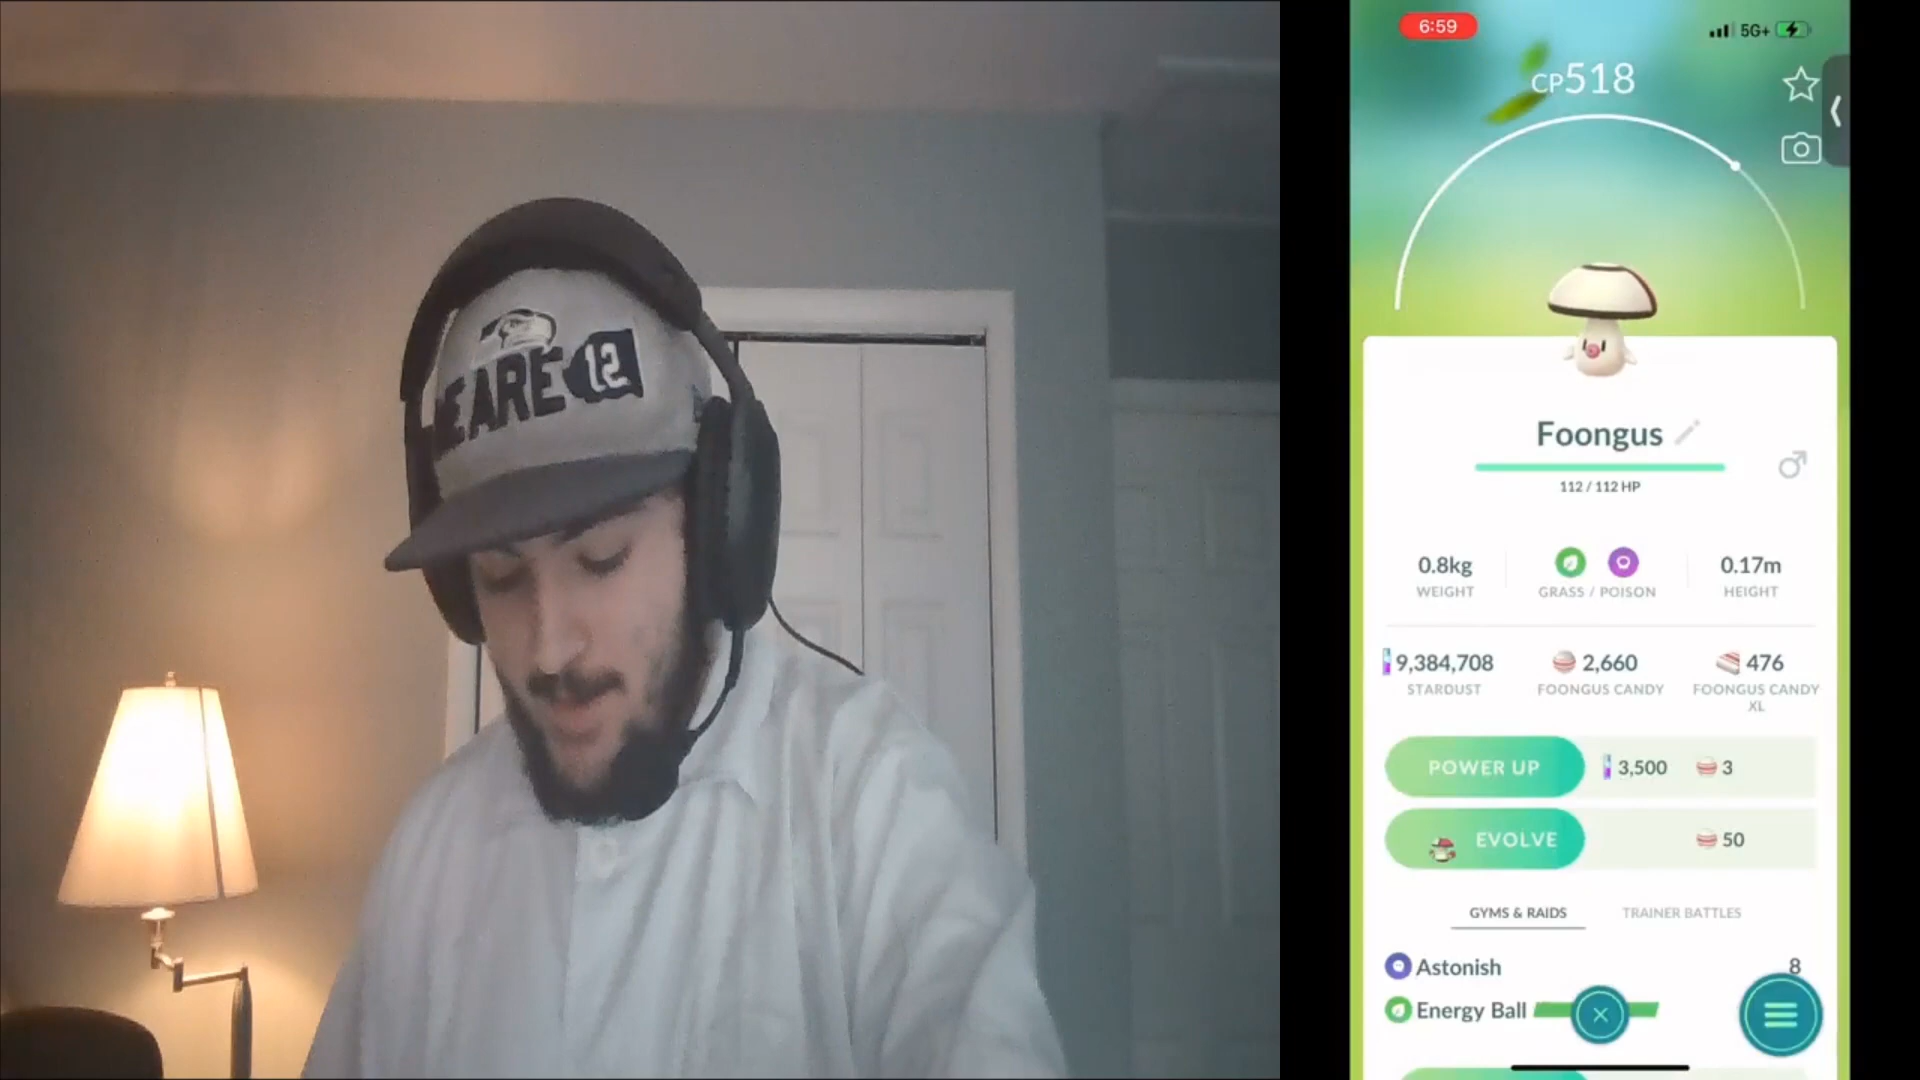 E ARE 12
6:59
5G+
CP518
Foongus
112 / 112 HP
0.8kg
WEIGHT
GRASS / POISON
0.17m
HEIGHT
9,384,708
STARDUST
2,660
FOONGUS CANDY
476
FOONGUS CANDY
XL
POWER UP
3,500
3
EVOLVE
50
GYMS & RAIDS
TRAINER BATTLES
Astonish
8
Energy Ball